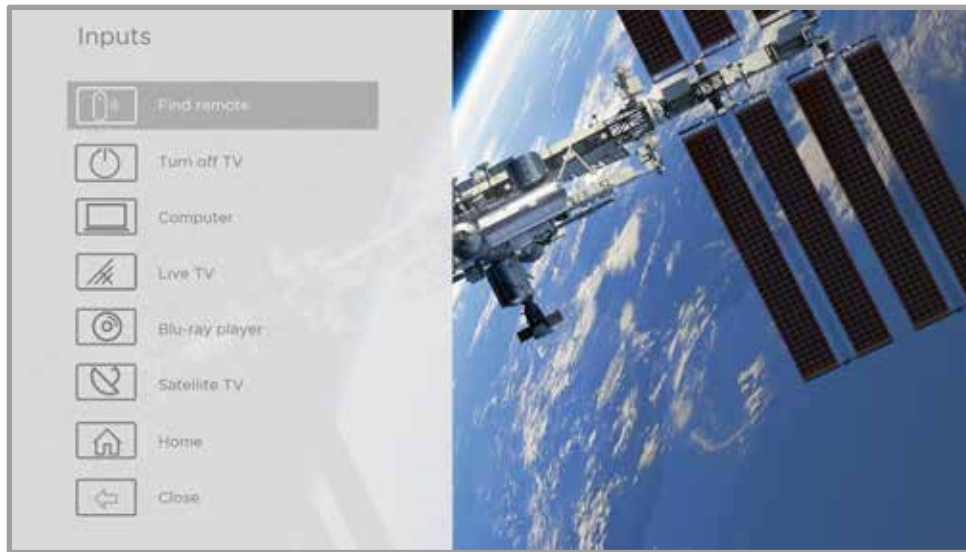 Inputs
Find remote
Turn off TV
Computer
Live TV
Blu-ray player
Satellite TV
Home
Close